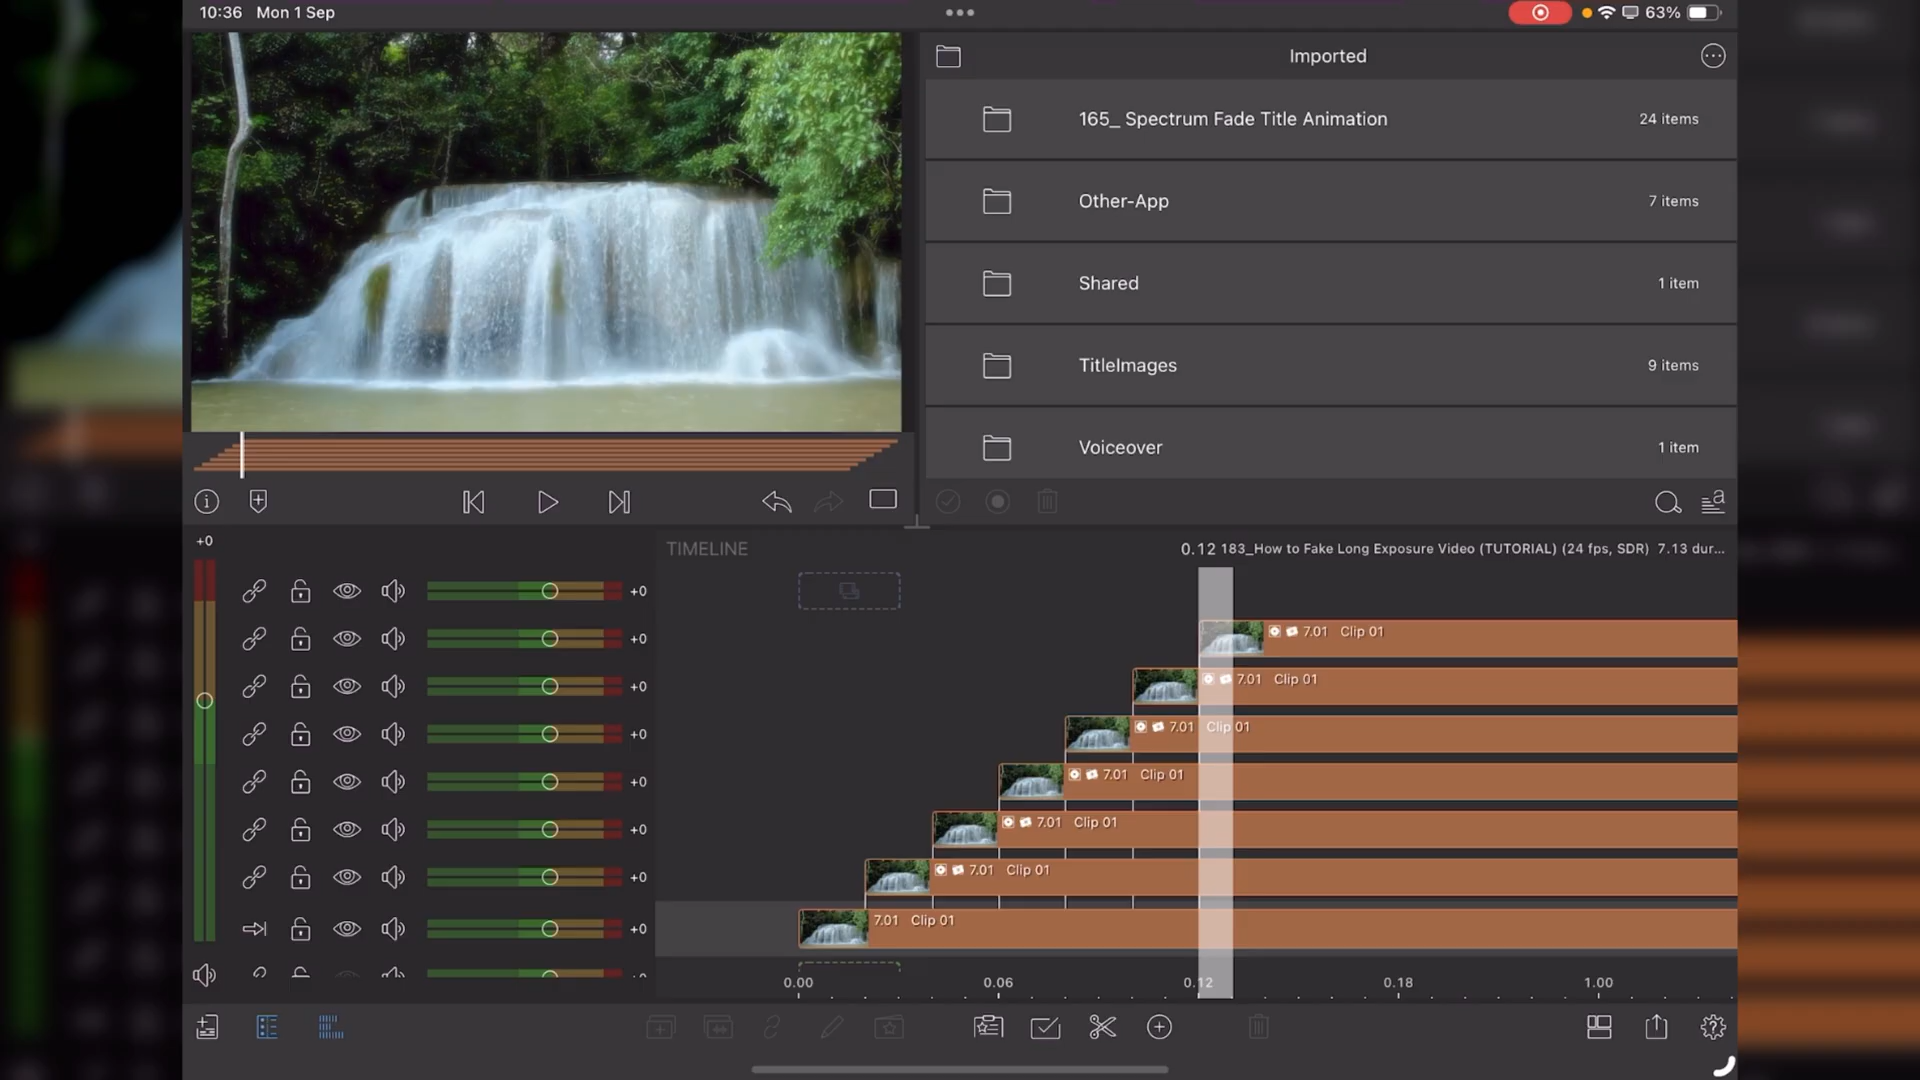 10:36 Mon 1 Sep
63%
Imported
165_ Spectrum Fade Title Animation 24 items
Other-App 7 items
Shared 1 item
TitleImages 9 items
Voiceover 1 item
+0
TIMELINE
0.12 183_How to Fake Long Exposure Video (TUTORIAL) (24 fps, SDR) 7.13 dur...
+0
+0 7.01 Clip 01
+0 7.01 Clip 01
+0 7.01 Clip 01
+0 7.01 Clip 01
+0 7.01 Clip 01
+0 7.01 Clip 01
+0 7.01 Clip 01
0.00 0.06 0.12 0.18 1.00